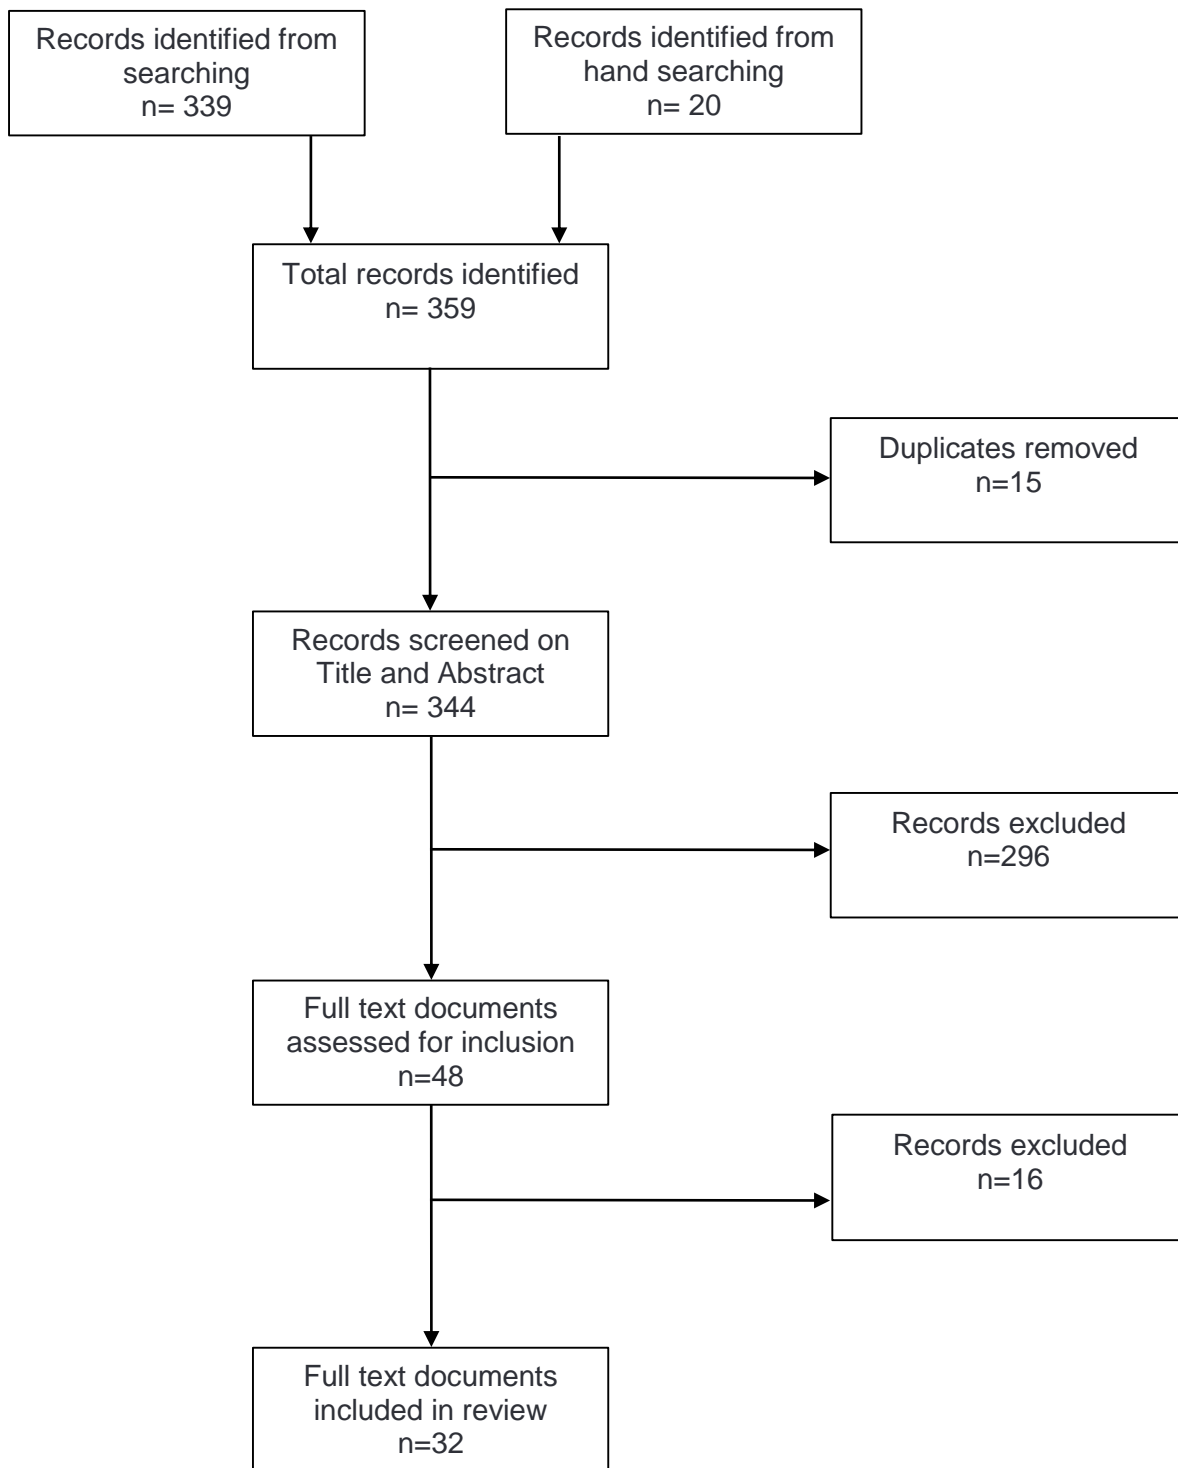 Records identified from
searching
n= 339
Records identified from
hand searching
n= 20
Total records identified
n= 359
Duplicates removed
n=15
Records screened on
Title and Abstract
n= 344
Records excluded
n=296
Full text documents
assessed for inclusion
n=48
Records excluded
n=16
Full text documents
included in review
n=32